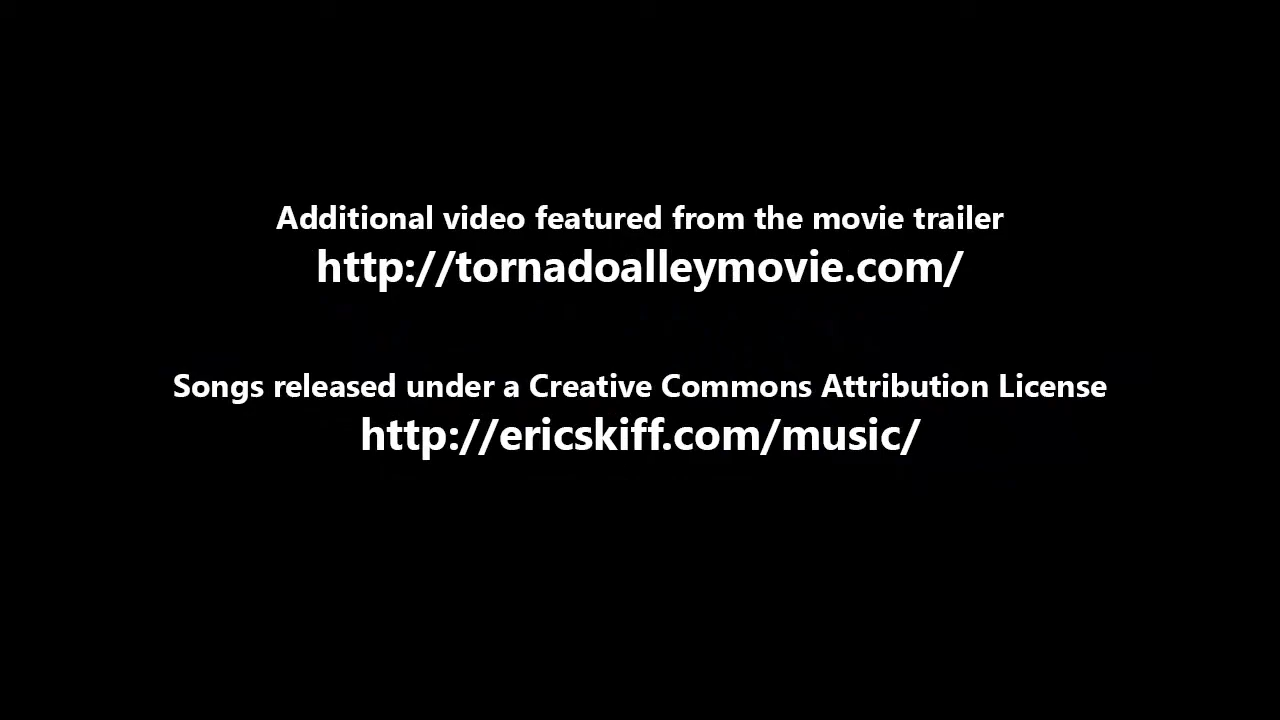 Additional video featured from the movie trailer
http://tornadoalleymovie.com/
Songs released under a Creative Commons Attribution License
http://ericskiff.com/music/